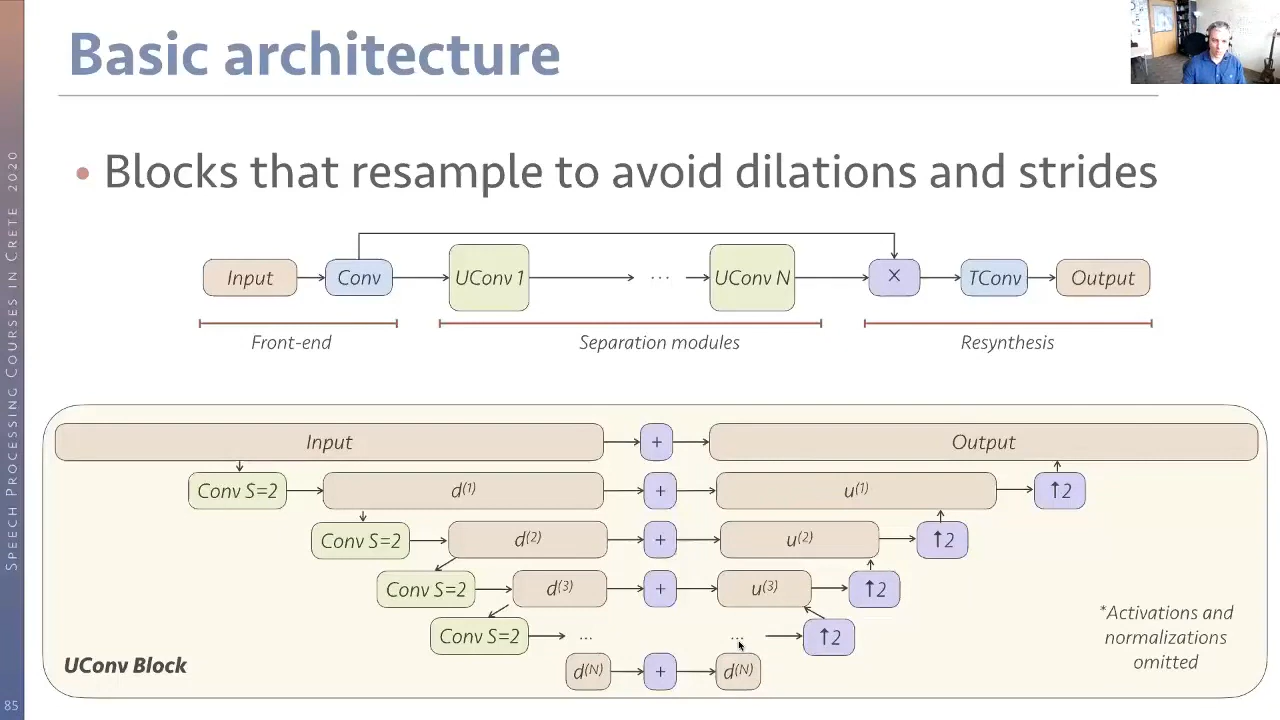 Basic architecture
• Blocks that resample to avoid dilations and strides
Input Conv UConv 1 ... UConv N × TConv Output
Front-end Separation modules Resynthesis
Input + Output
Conv S=2 d(1) + u(1) ↑2
Conv S=2 d(2) + u(2) ↑2
Conv S=2 d(3) + u(3) ↑2
Conv S=2 ... ... ↑2
d(N) + d(N)
UConv Block
*Activations and
normalizations
omitted
SPEECH PROCESSING COURSES IN CRETE 2020
85